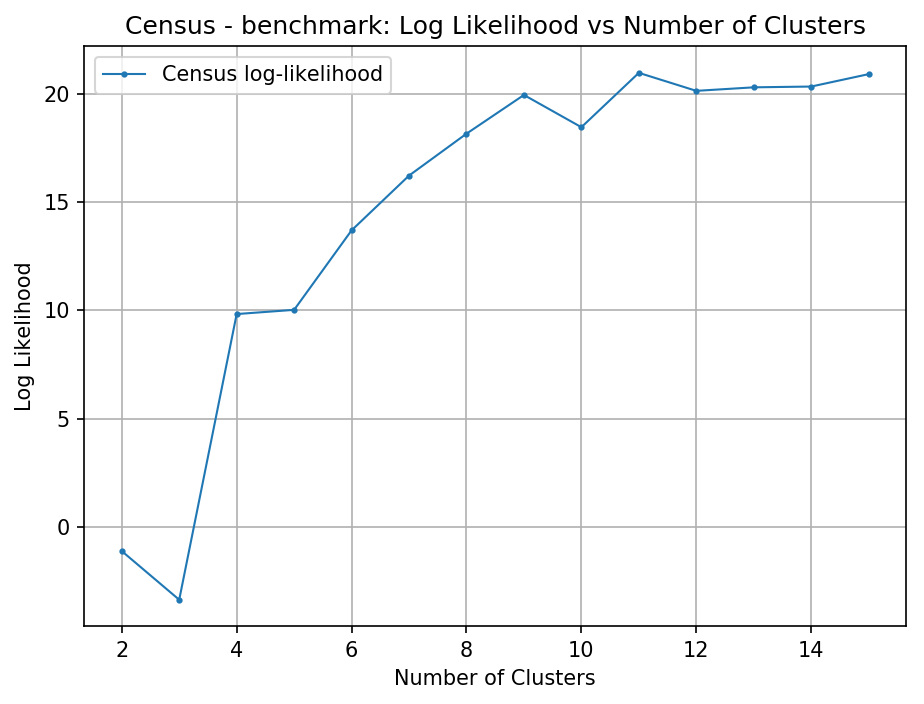 Census - benchmark: Log Likelihood vs Number of Clusters
Census log-likelihood
20
15
10
5
0
Log Likelihood
2 4 6 8 10 12 14
Number of Clusters